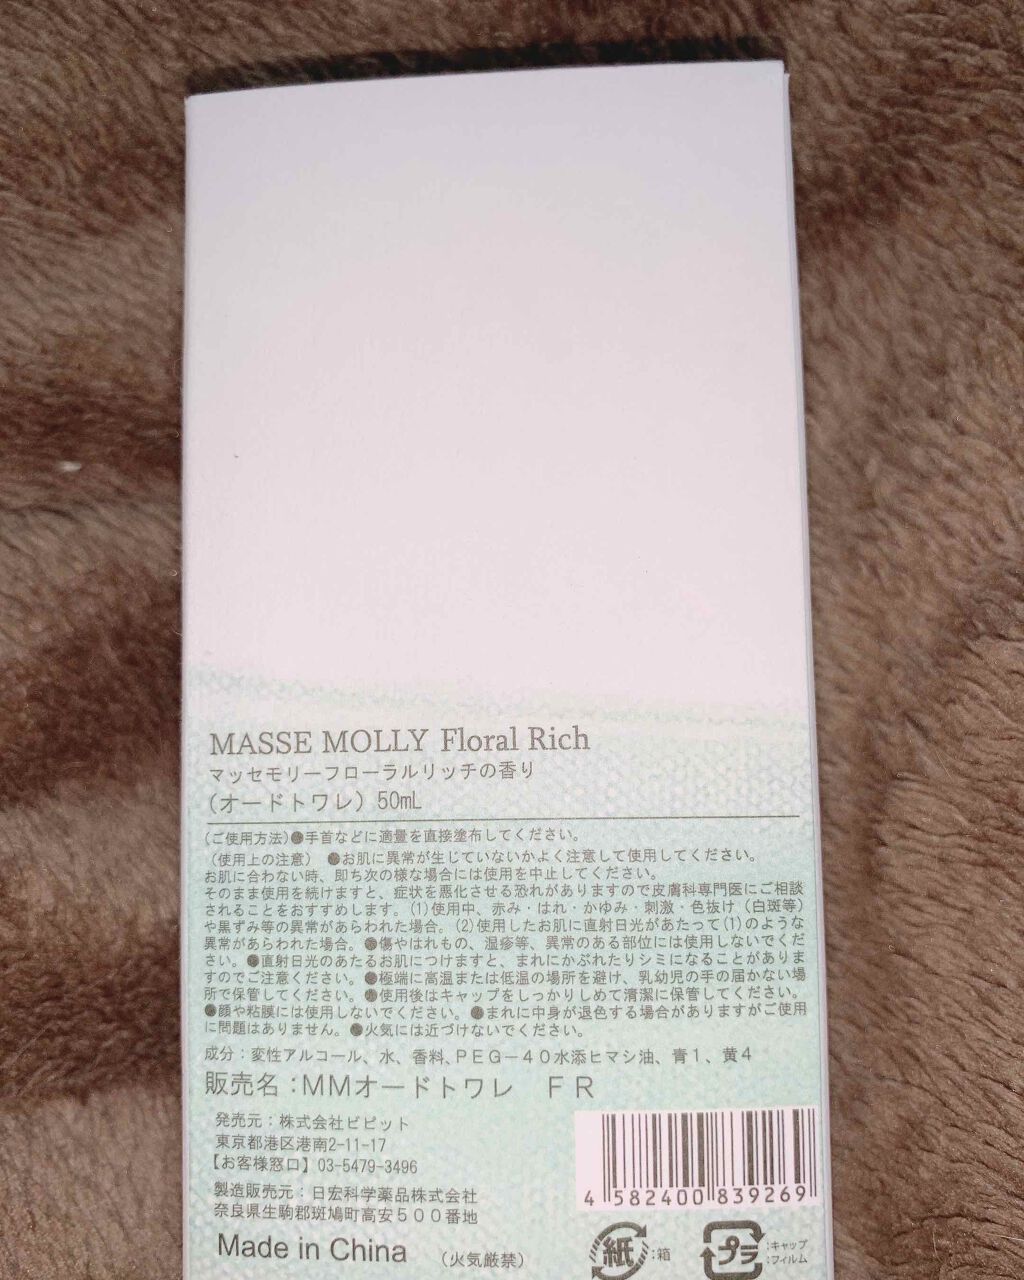 MASSE MOLLY Floral Rich
マッセモリーフローラルリッチの香り
(オードトワレ) 50mL
(ご使用方法)●手首などに適量を直接塗布してください。
(使用上の注意) ●お肌に異常が生じていないかよく注意して使用してください。
お肌に合わない時、即ち次の様な場合には使用を中止してください。
そのまま使用を続けますと、症状を悪化させる恐れがありますので皮膚科専門医にご相談
されることをおすすめします。(1)使用中、赤み・はれ・かゆみ・刺激・色抜け(白斑等)
や黒ずみ等の異常があらわれた場合。(2)使用したお肌に直射日光があたって(1)のような
異常があらわれた場合。●傷やはれもの、湿疹等、異常のある部位には使用しないでくだ
さい。●直射日光のあたるお肌につけますと、まれにかぶれたりシミになることがありま
すのでご注意ください。●極端に高温または低温の場所を避け、乳幼児の手の届かない場
所で保管してください。●使用後はキャップをしっかりしめて清潔に保管してください。
●顔や粘膜には使用しないでください。●まれに中身が退色する場合がありますがご使用
に問題はありません。●火気には近づけないでください。
成分：変性アルコール、水、香料、PEG－40水添ヒマシ油、青1、黄4
販売名：MMオードトワレ　FR
発売元：株式会社ビピット
東京都港区港南2-11-17
【お客様窓口】03-5479-3496
製造販売元：日宏科学薬品株式会社
奈良県生駒郡斑鳩町高安５００番地
Made in China （火気厳禁）
4 582400 839269
紙 ：箱
プラ ：キャップ
：フィルム